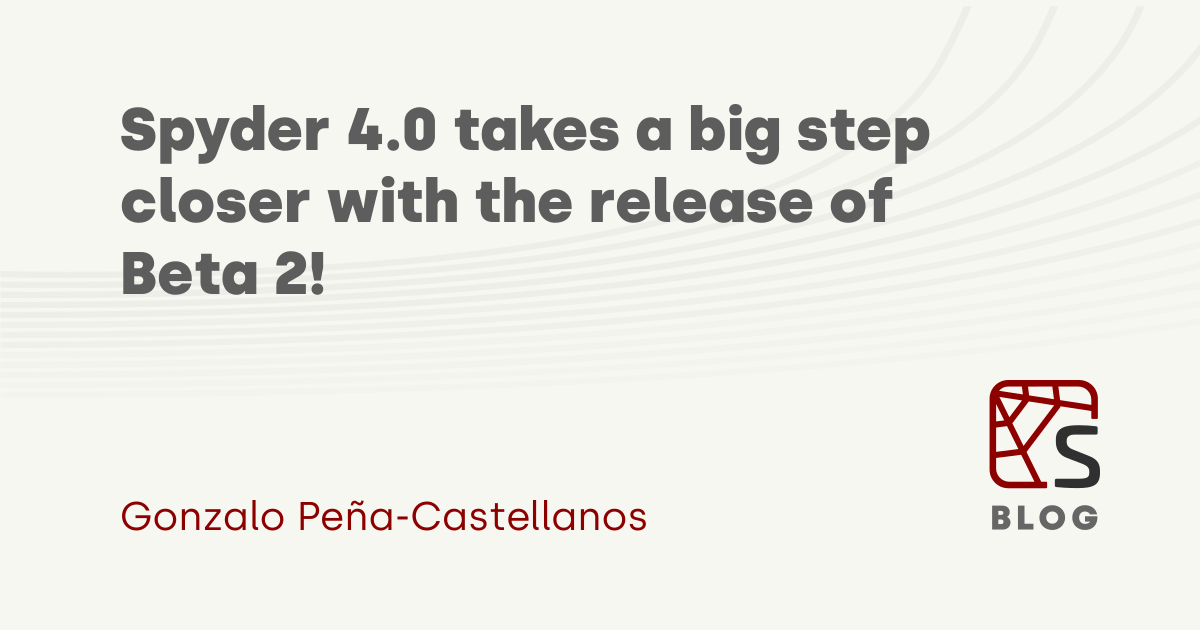 Spyder 4.0 takes a big step
closer with the release of
Beta 2!
Gonzalo Peña-Castellanos
S
BLOG